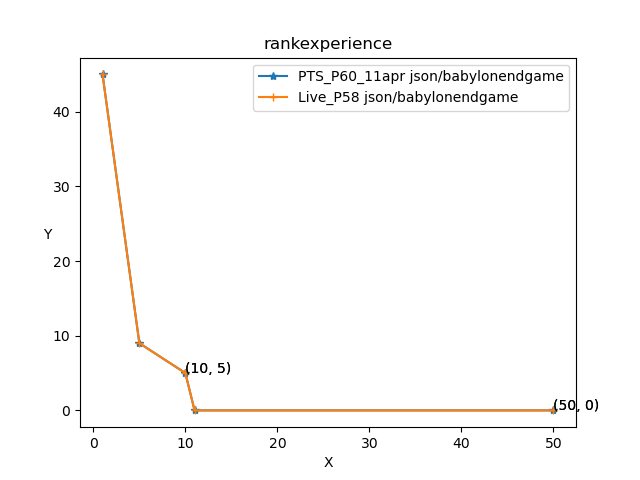 rankexperience
PTS_P60_11apr json/babylonendgame
Live_P58 json/babylonendgame
40
30
Y
20
10
(10, 5)
(50, 0)
0
0 10 20 30 40 50
X